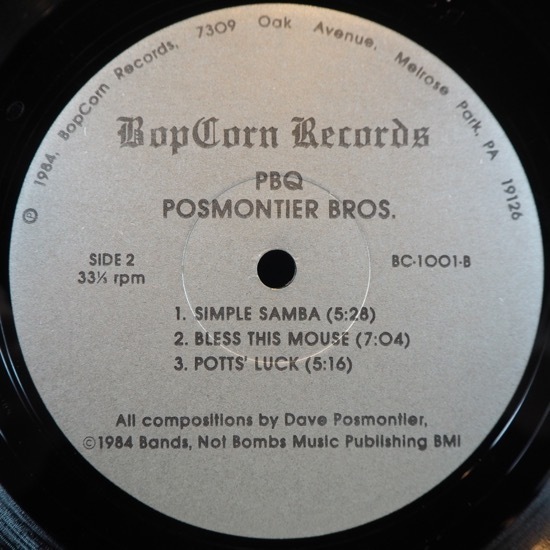 ℗ 1984, BopCorn Records, 7309 Oak Avenue, Melrose Park, PA 19126
BopCorn Records
PBQ
POSMONTIER BROS.
SIDE 2
33⅓ rpm
BC-1001-B
1. SIMPLE SAMBA (5:28)
2. BLESS THIS MOUSE (7:04)
3. POTTS' LUCK (5:16)
All compositions by Dave Posmontier,
©1984 Bands, Not Bombs Music Publishing BMI